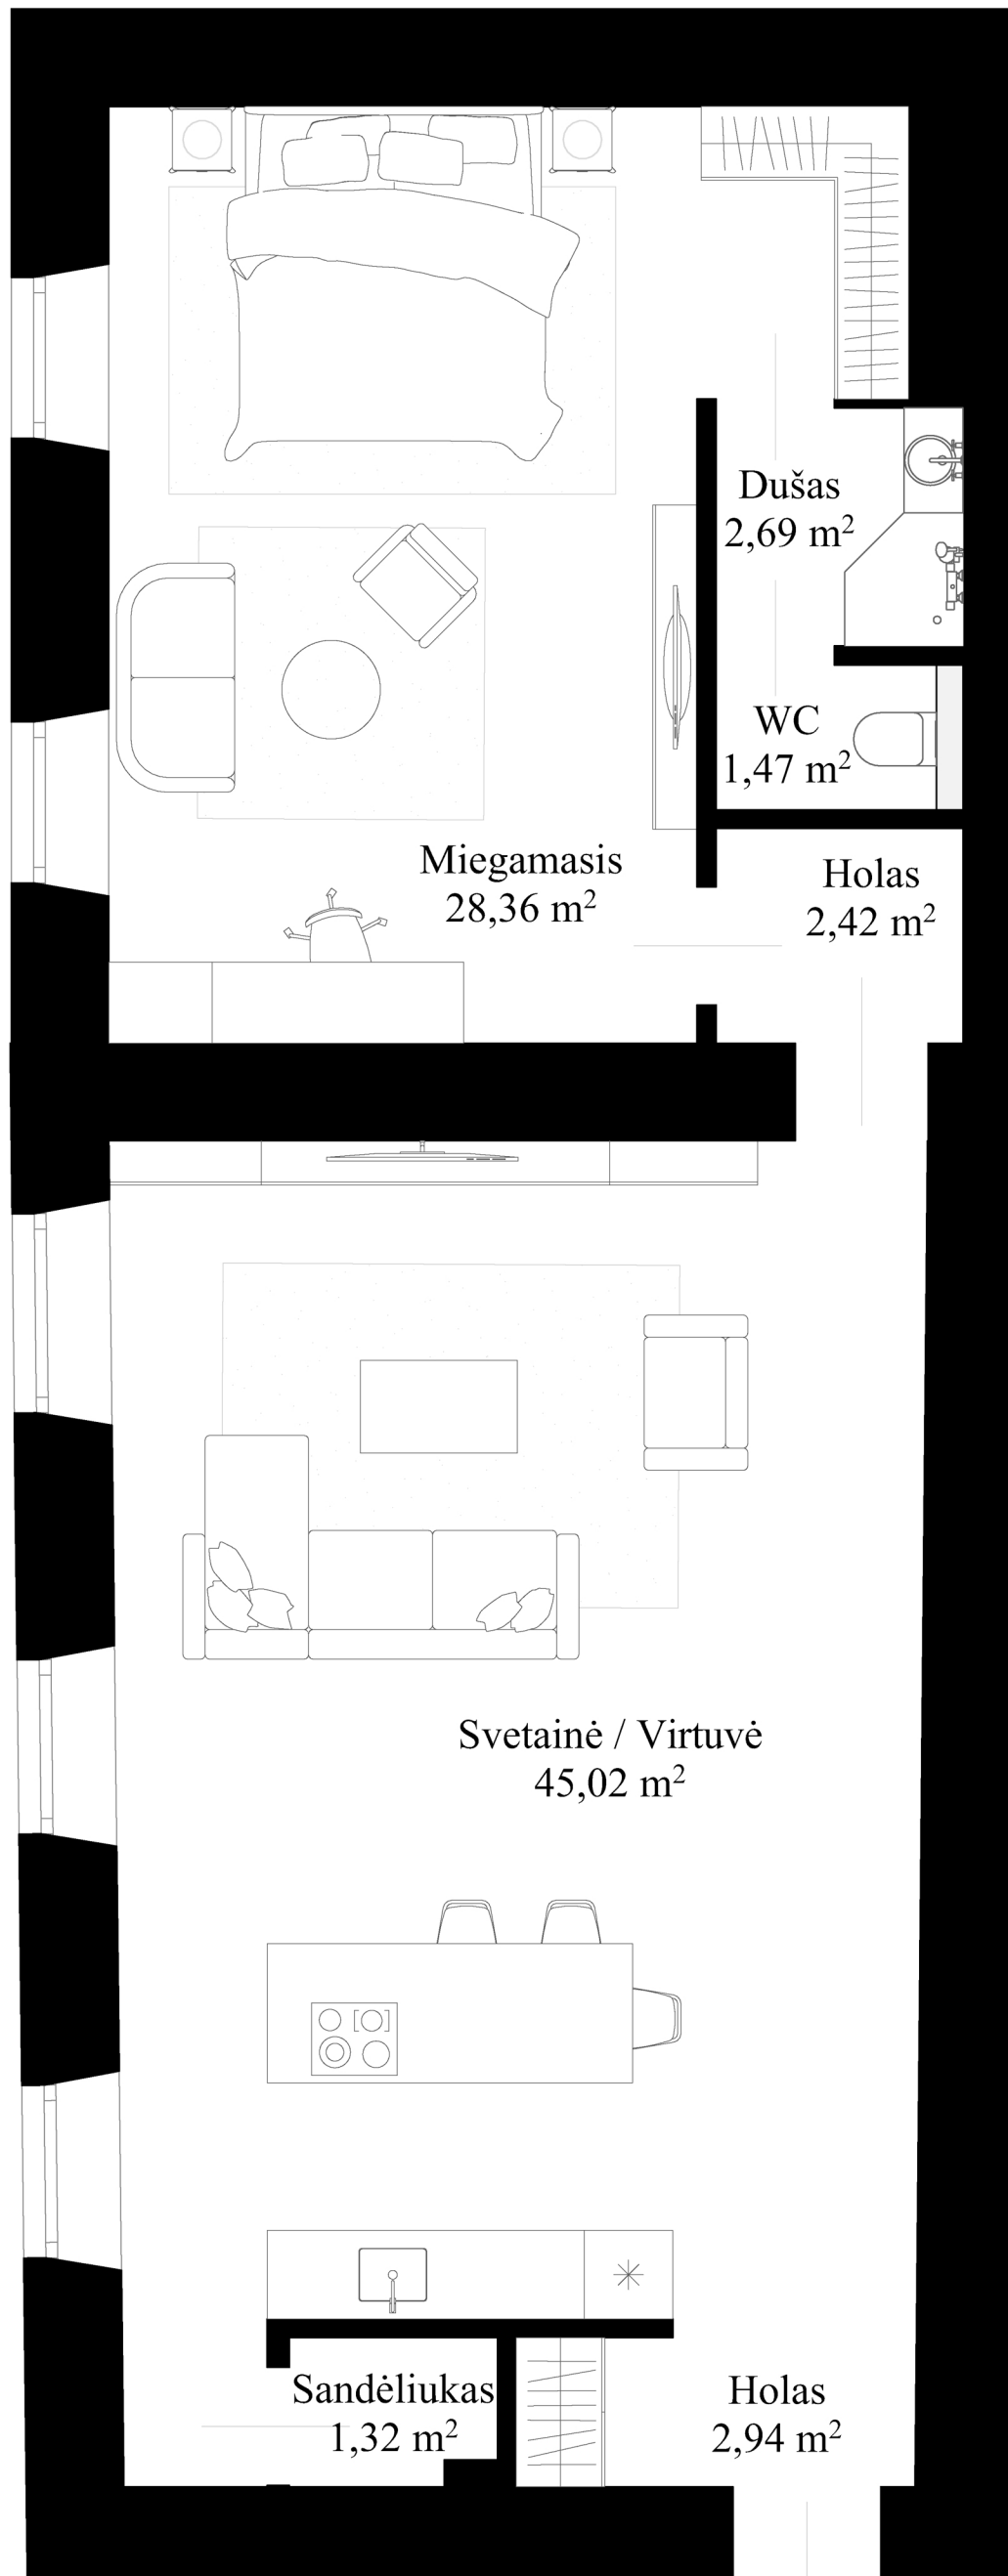 Dušas
2,69 m²
WC
1,47 m²
Miegamasis
28,36 m²
Holas
2,42 m²
Svetainė / Virtuvė
45,02 m²
Sandėliukas
1,32 m²
Holas
2,94 m²